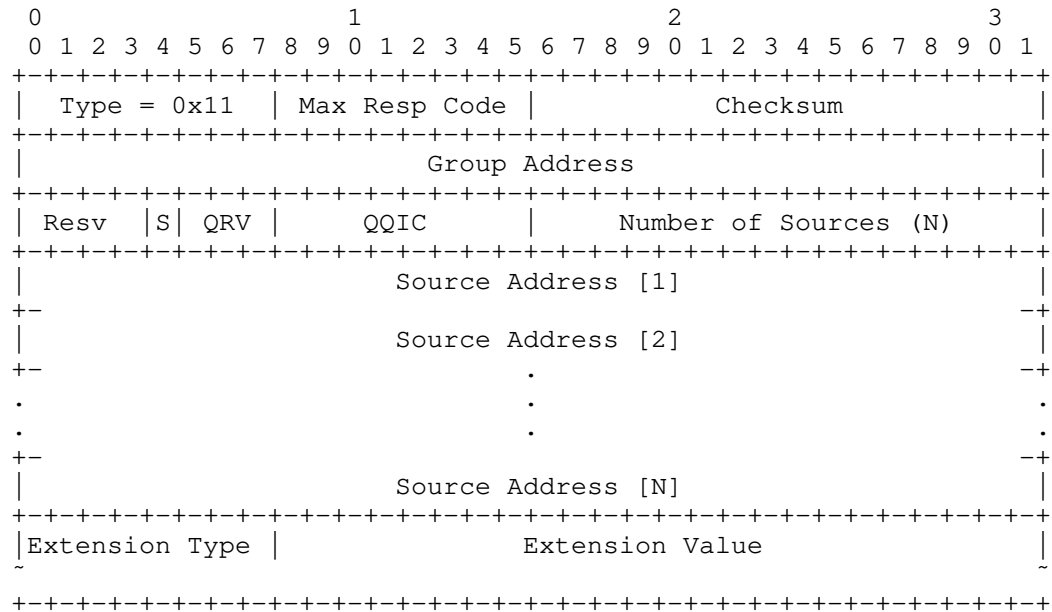 0                   1                   2                   3
 0 1 2 3 4 5 6 7 8 9 0 1 2 3 4 5 6 7 8 9 0 1 2 3 4 5 6 7 8 9 0 1
+-+-+-+-+-+-+-+-+-+-+-+-+-+-+-+-+-+-+-+-+-+-+-+-+-+-+-+-+-+-+-+-+
|  Type = 0x11  | Max Resp Code |           Checksum            |
+-+-+-+-+-+-+-+-+-+-+-+-+-+-+-+-+-+-+-+-+-+-+-+-+-+-+-+-+-+-+-+-+
|                         Group Address                         |
+-+-+-+-+-+-+-+-+-+-+-+-+-+-+-+-+-+-+-+-+-+-+-+-+-+-+-+-+-+-+-+-+
| Resv  |S| QRV |     QQIC      |     Number of Sources (N)     |
+-+-+-+-+-+-+-+-+-+-+-+-+-+-+-+-+-+-+-+-+-+-+-+-+-+-+-+-+-+-+-+-+
|                       Source Address [1]                      |
+-                                                             -+
|                       Source Address [2]                      |
+-                              .                              -+
.                               .                               .
.                               .                               .
+-                                                             -+
|                       Source Address [N]                      |
+-+-+-+-+-+-+-+-+-+-+-+-+-+-+-+-+-+-+-+-+-+-+-+-+-+-+-+-+-+-+-+-+
|Extension Type |               Extension Value                 |
~                                                               ~
+-+-+-+-+-+-+-+-+-+-+-+-+-+-+-+-+-+-+-+-+-+-+-+-+-+-+-+-+-+-+-+-+